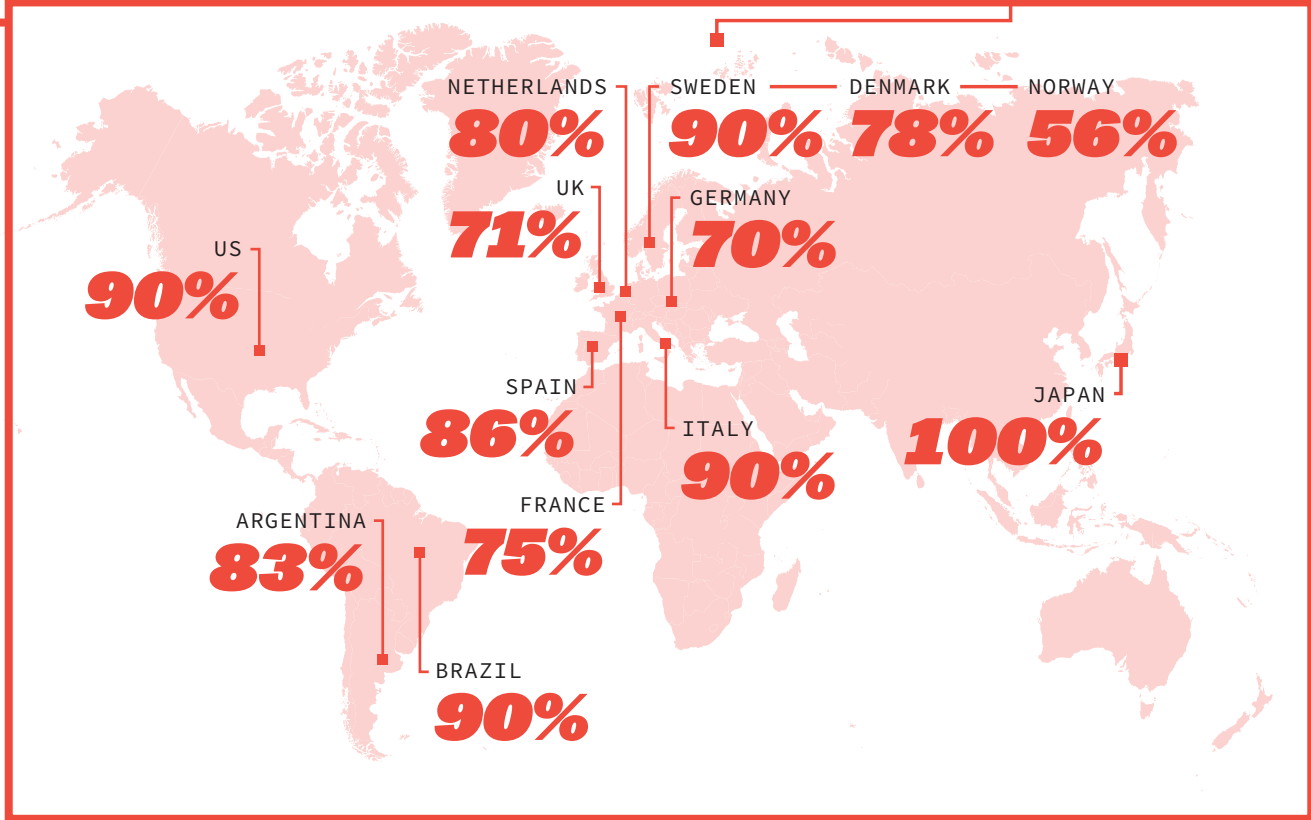 NETHERLANDS
80%
SWEDEN
90%
DENMARK
78%
NORWAY
56%
UK
71%
GERMANY
70%
US
90%
SPAIN
86%
JAPAN
100%
ITALY
90%
FRANCE
75%
ARGENTINA
83%
BRAZIL
90%